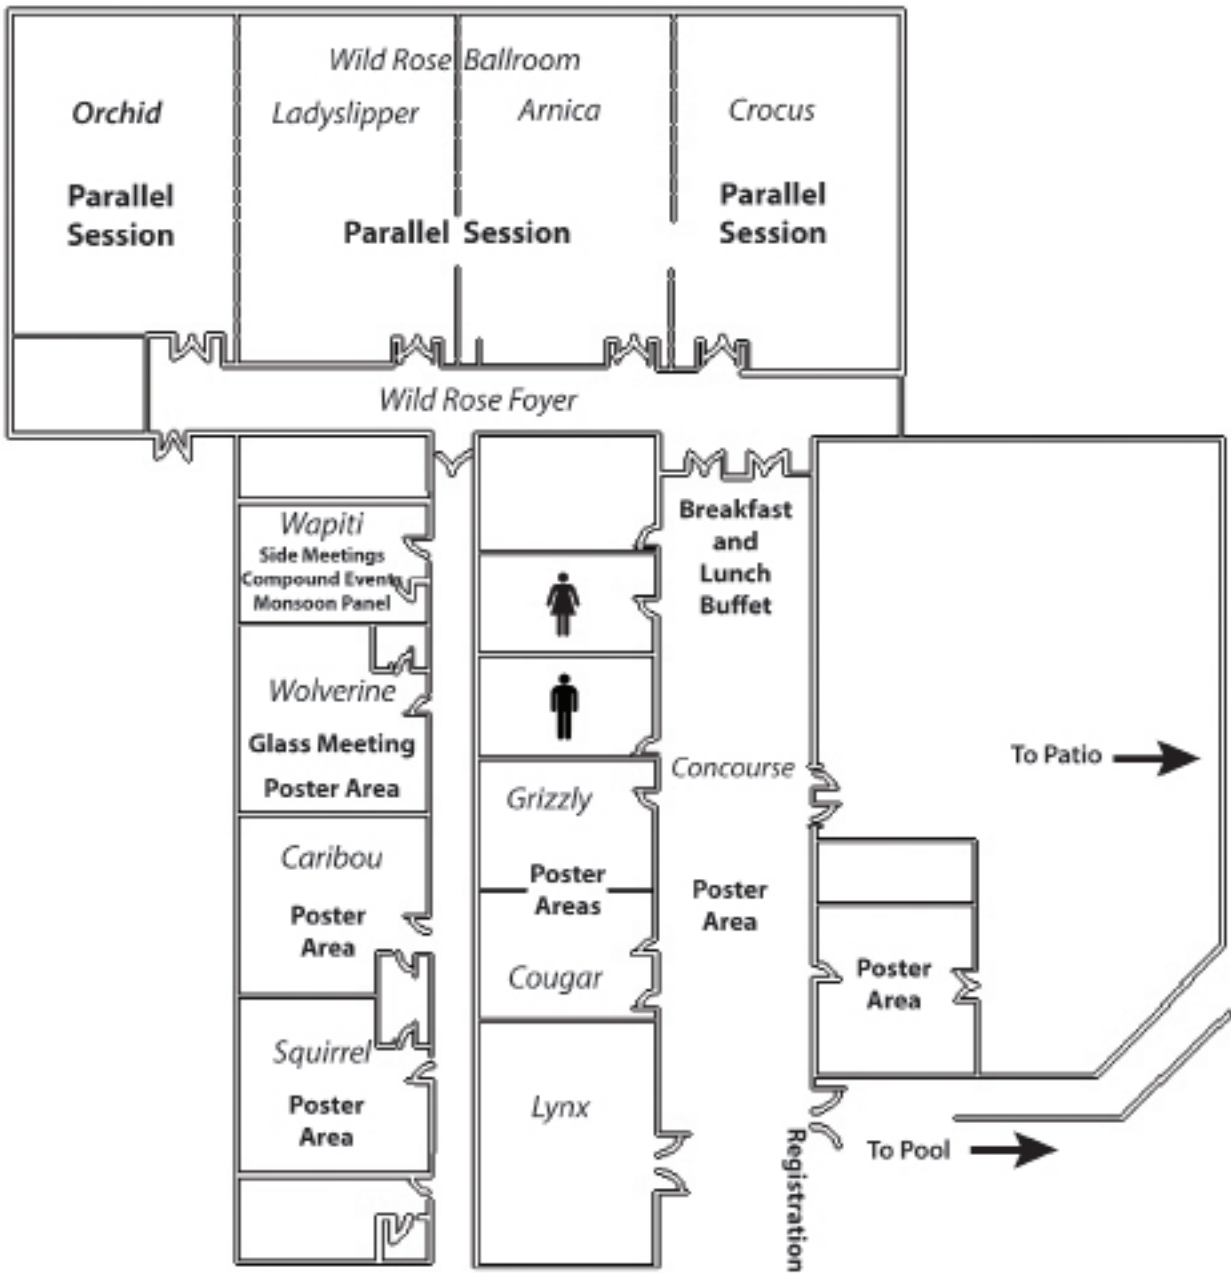 Wild Rose Ballroom
Orchid
Ladyslipper
Arnica
Crocus
Parallel
Session
Parallel Session
Parallel
Session
Wild Rose Foyer
Wapiti
Side Meetings
Compound Events
Monsoon Panel
Breakfast
and
Lunch
Buffet
Wolverine
Glass Meeting
Poster Area
Concourse
To Patio
Grizzly
Poster
Areas
Cougar
Caribou
Poster
Area
Poster
Area
Poster
Area
Squirrel
Poster
Area
Lynx
Registration
To Pool